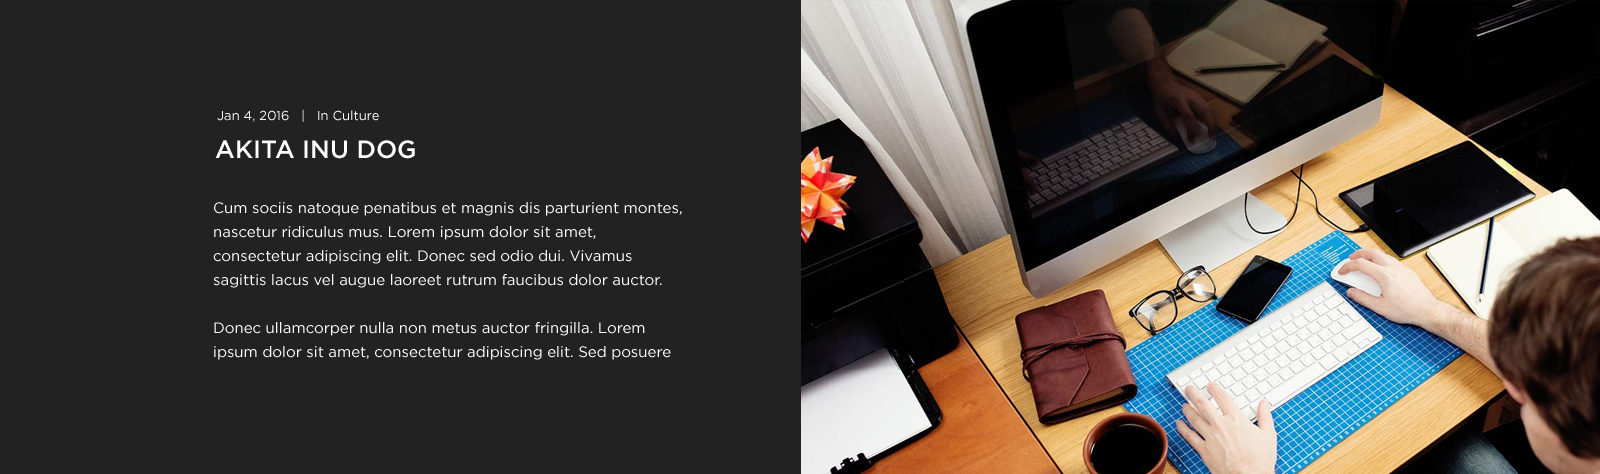 Jan 4, 2016 | In Culture
AKITA INU DOG
Cum sociis natoque penatibus et magnis dis parturient montes,
nascetur ridiculus mus. Lorem ipsum dolor sit amet,
consectetur adipiscing elit. Donec sed odio dui. Vivamus
sagittis lacus vel augue laoreet rutrum faucibus dolor auctor.
Donec ullamcorper nulla non metus auctor fringilla. Lorem
ipsum dolor sit amet, consectetur adipiscing elit. Sed posuere